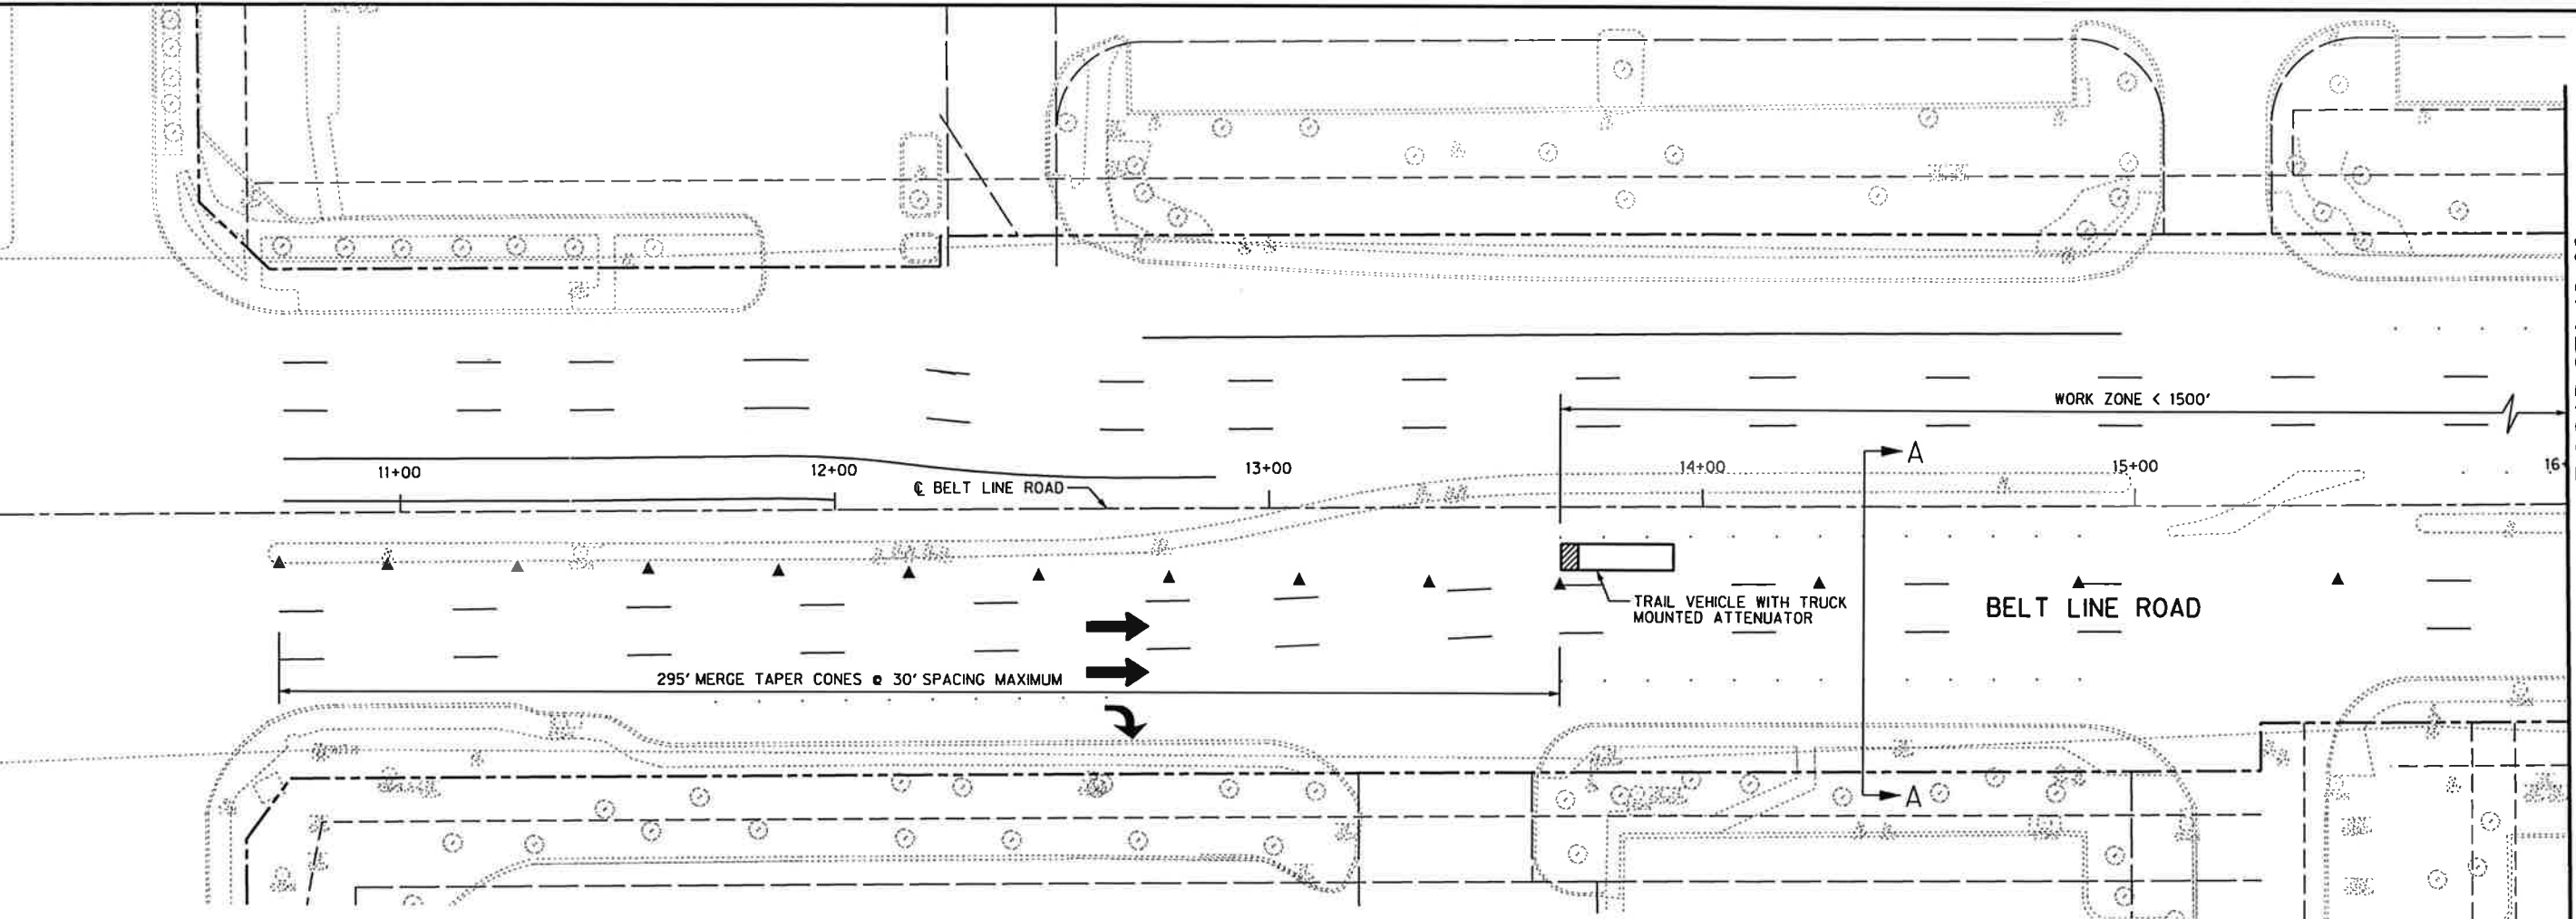 WORK ZONE < 1500'
A
11+00
12+00
13+00
14+00
15+00
16+
℄ BELT LINE ROAD
TRAIL VEHICLE WITH TRUCK
MOUNTED ATTENUATOR
BELT LINE ROAD
295' MERGE TAPER CONES @ 30' SPACING MAXIMUM
A